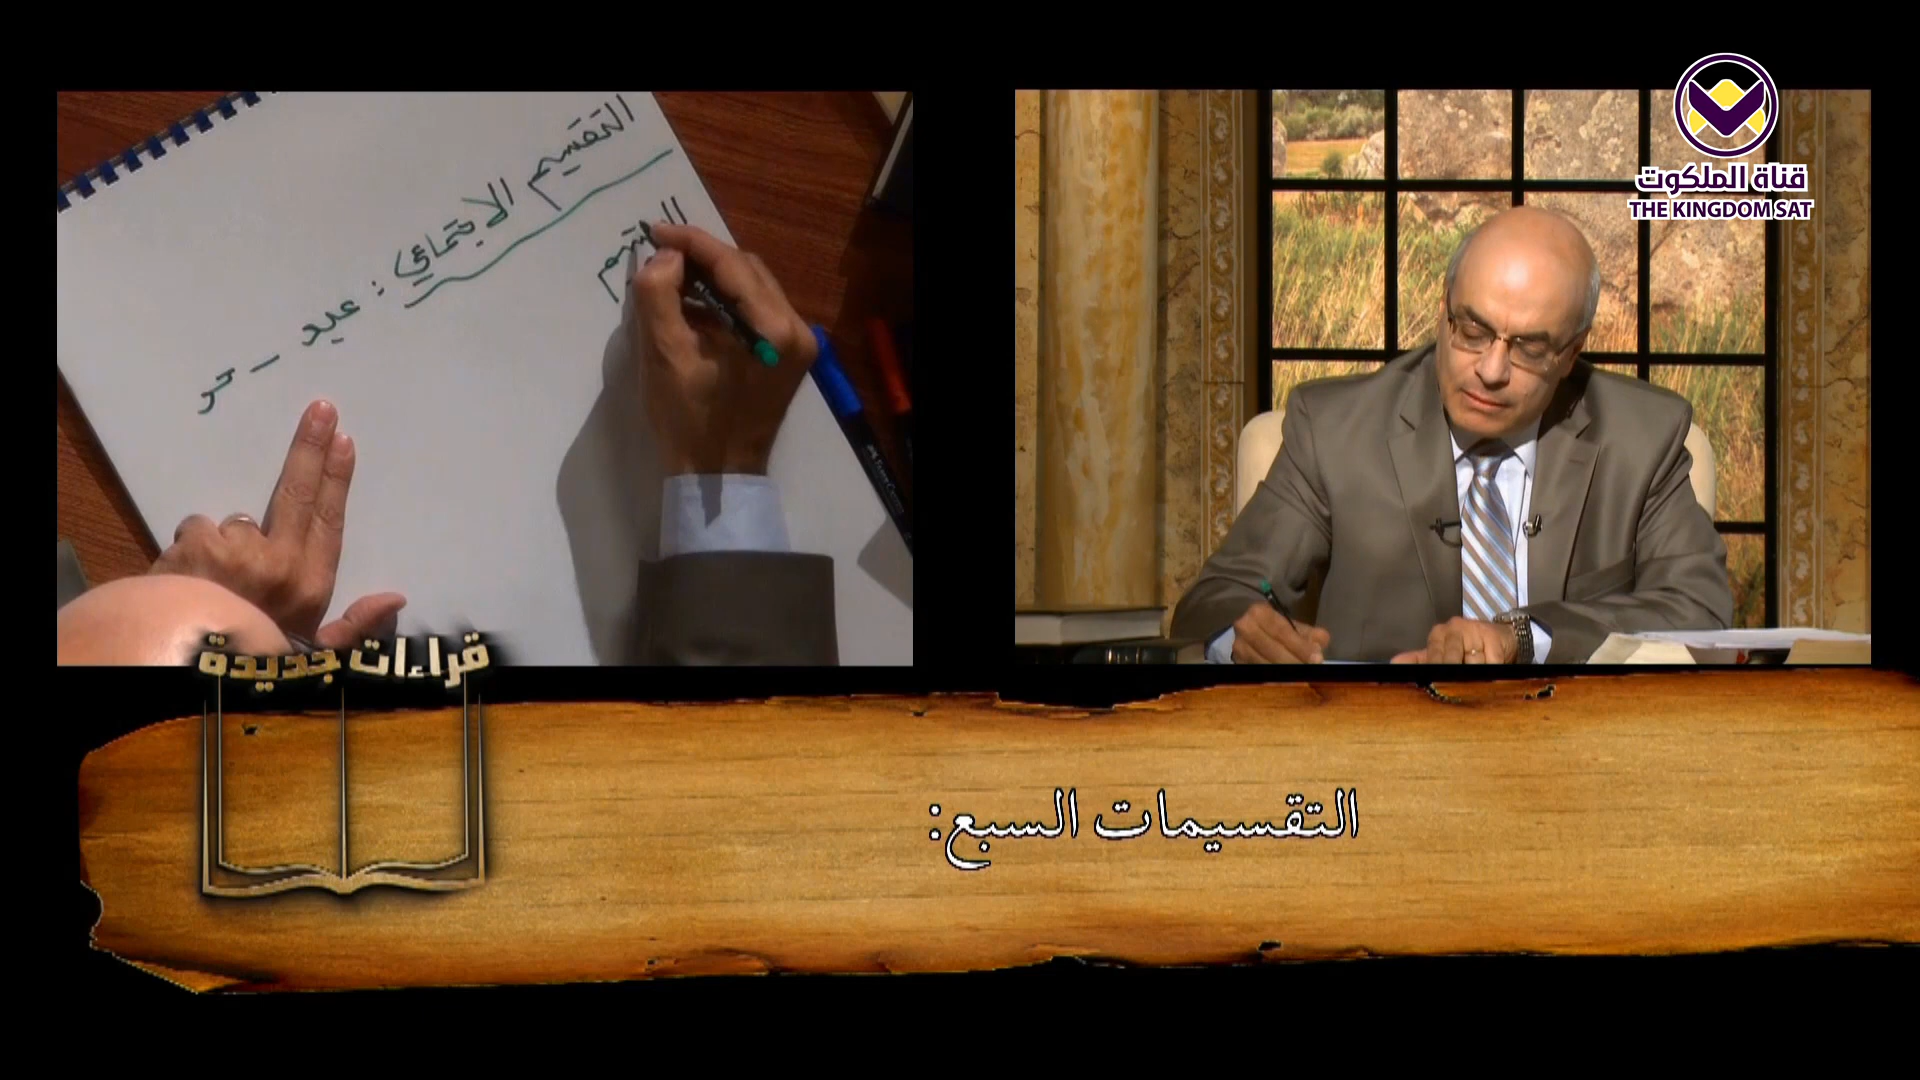 قناة الملكوت
THE KINGDOM SAT
التقسيم الاجتماعي : عبد – حر
قراءات جديدة
التقسيمات السبع: